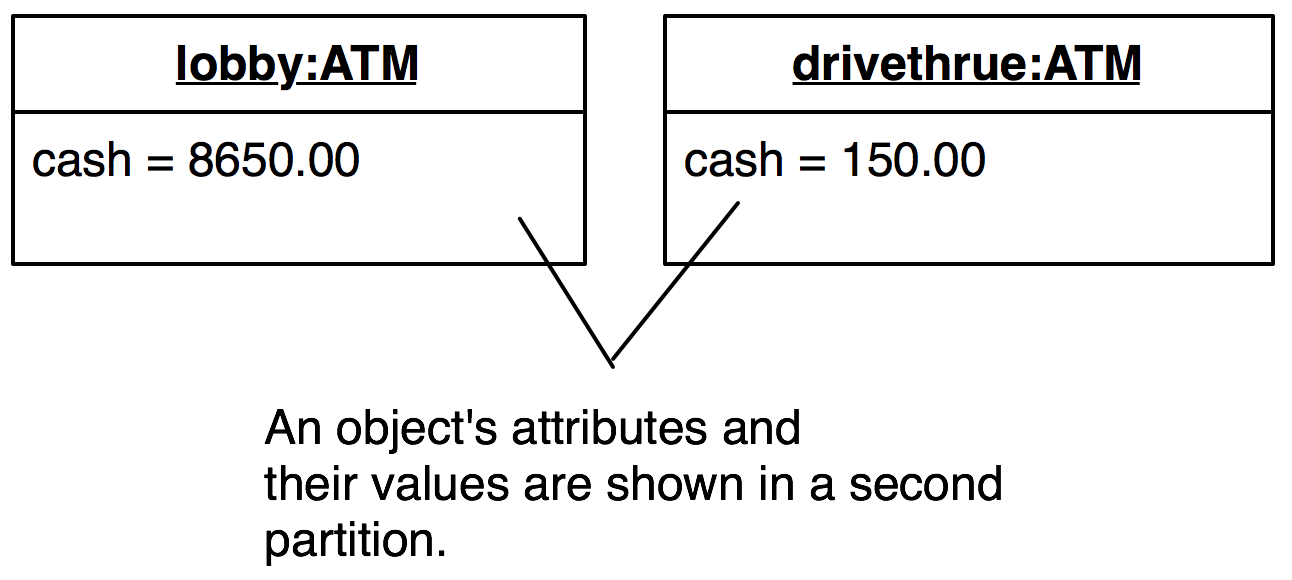 lobby:ATM
cash = 8650.00
drivethrue:ATM
cash = 150.00
An object's attributes and
their values are shown in a second
partition.